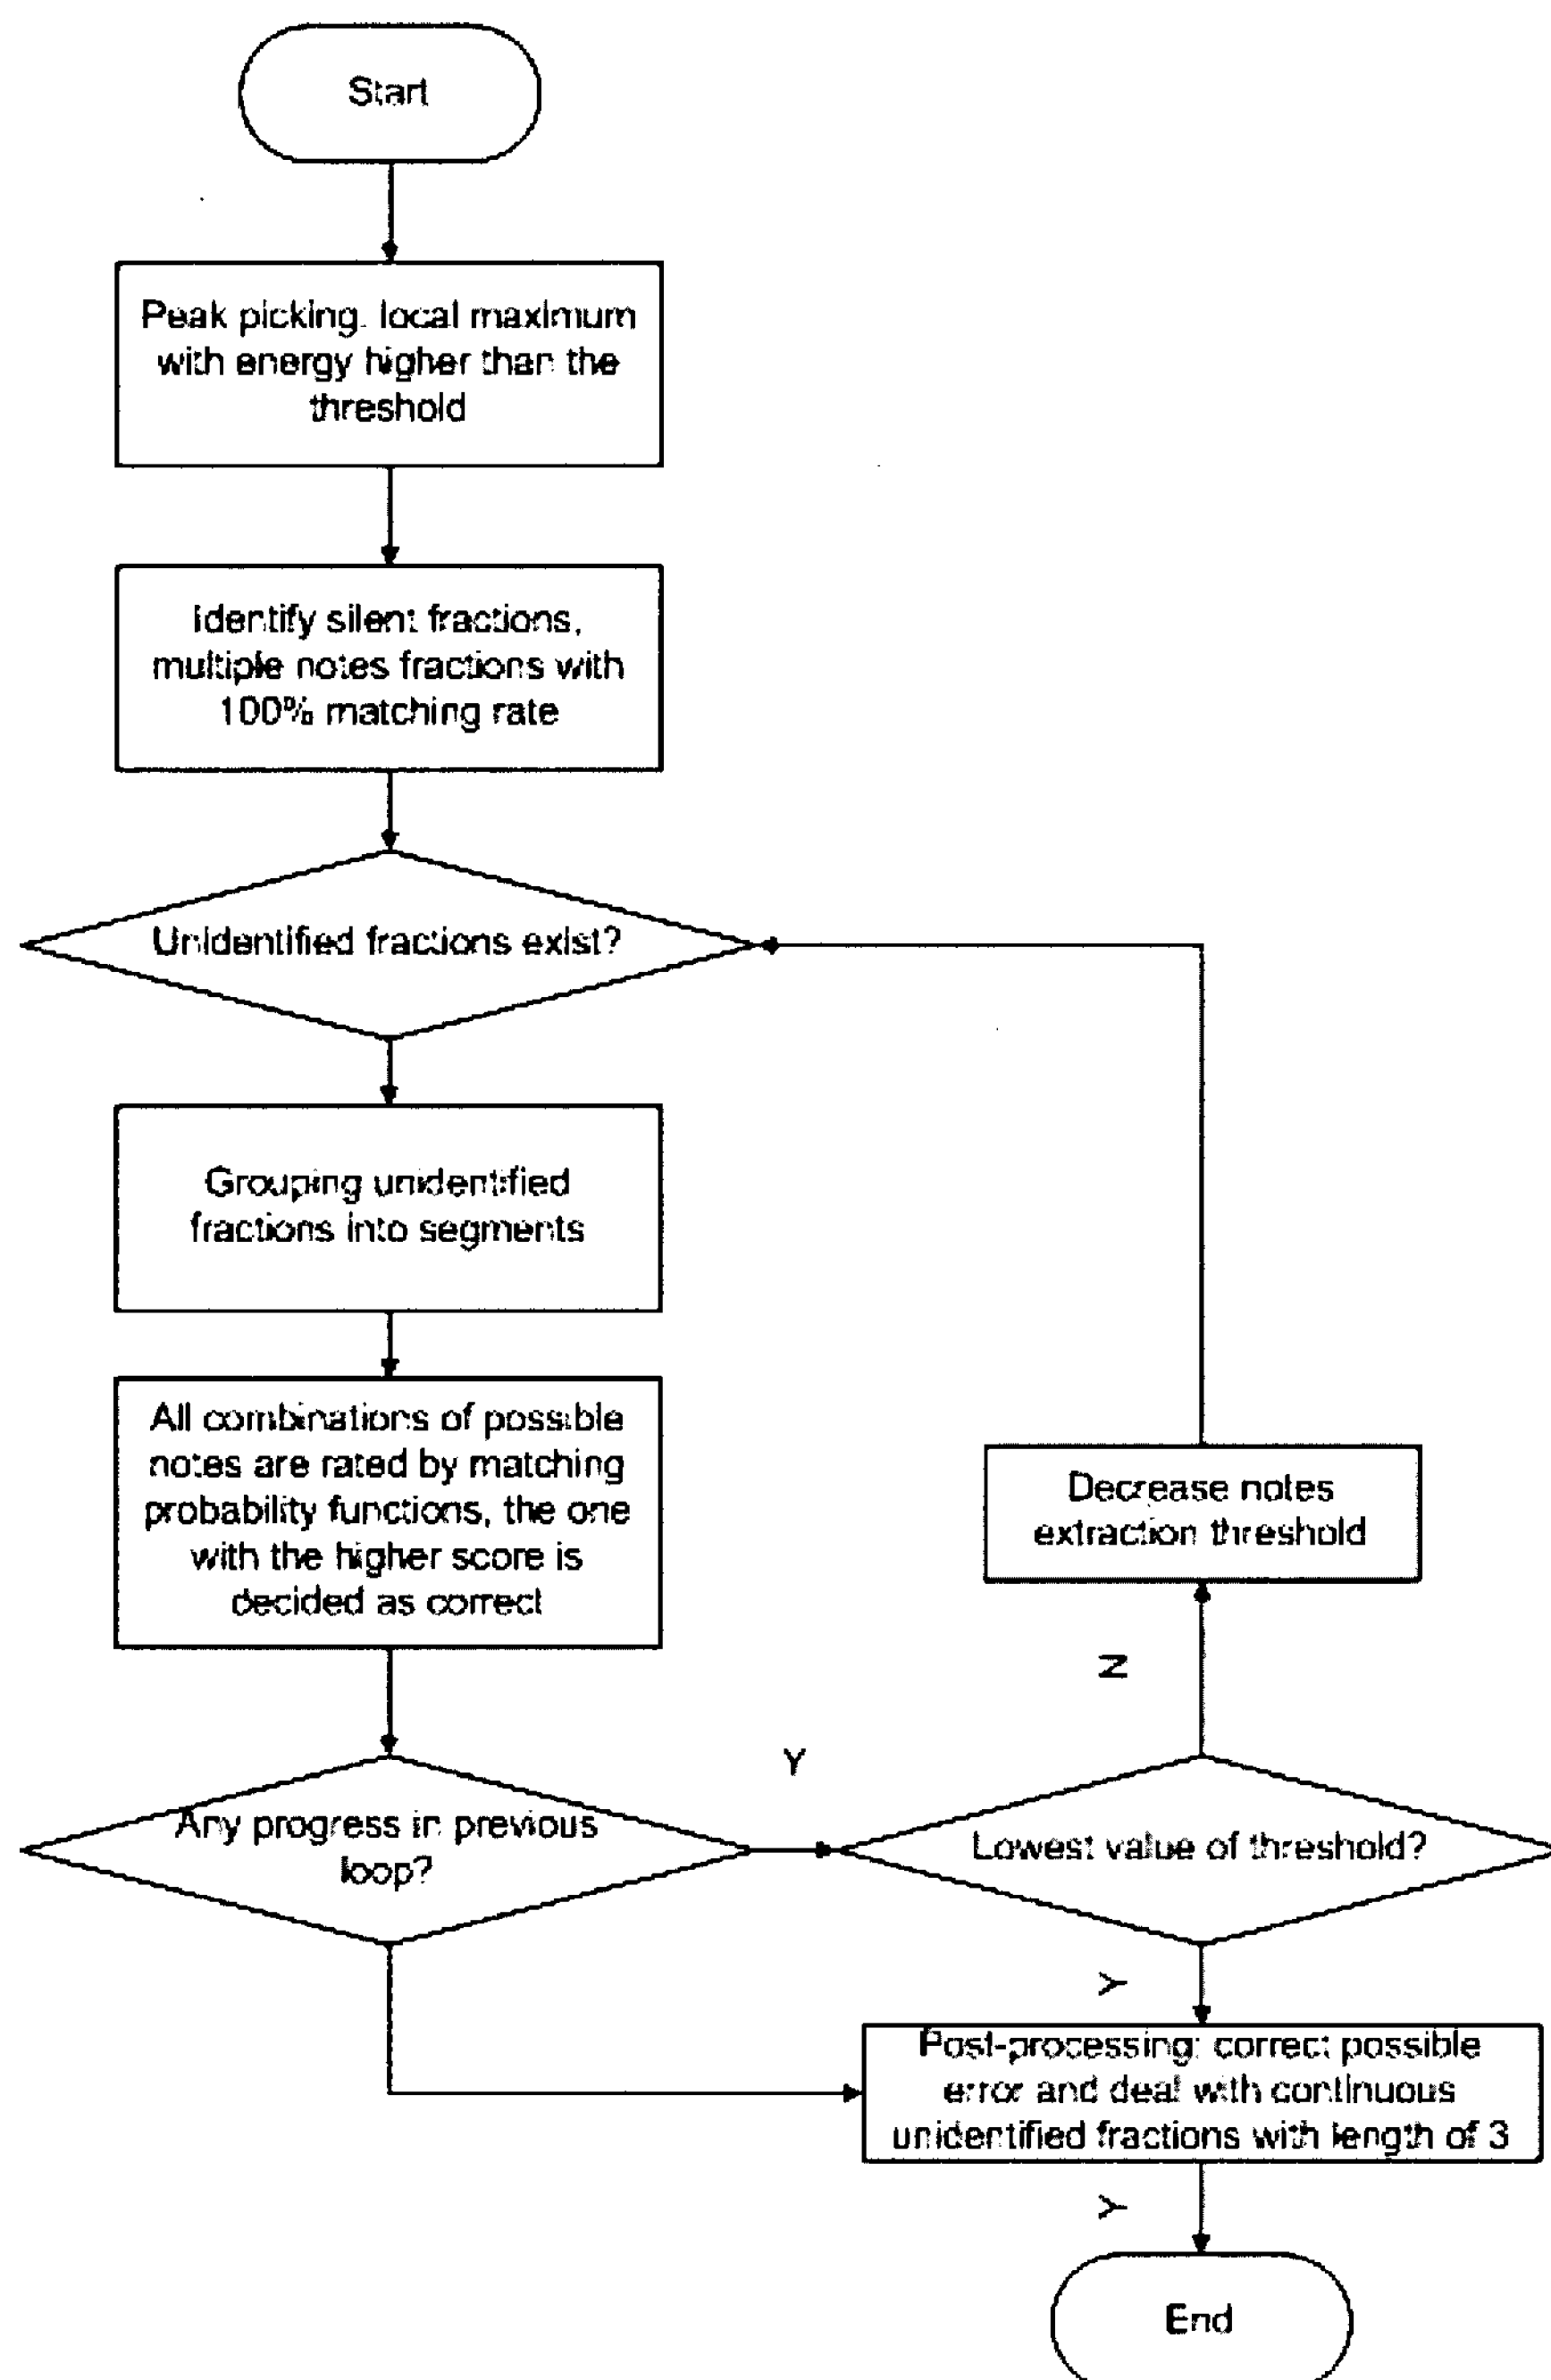 Start
Peak picking. local maximum
with energy higher than the
threshold
Identify silent fractions,
multiple notes fractions with
100% matching rate
Unidentified fractions exist?
Grouping unidentified
fractions into segments
All combinations of possible
notes are rated by matching
probability functions, the one
with the higher score is
decided as correct
Decrease notes
extraction threshold
N
Y
Any progress in previous
loop?
Lowest value of threshold?
Y
Post-processing: correct possible
error and deal with continuous
unidentified fractions with length of 3
Y
End